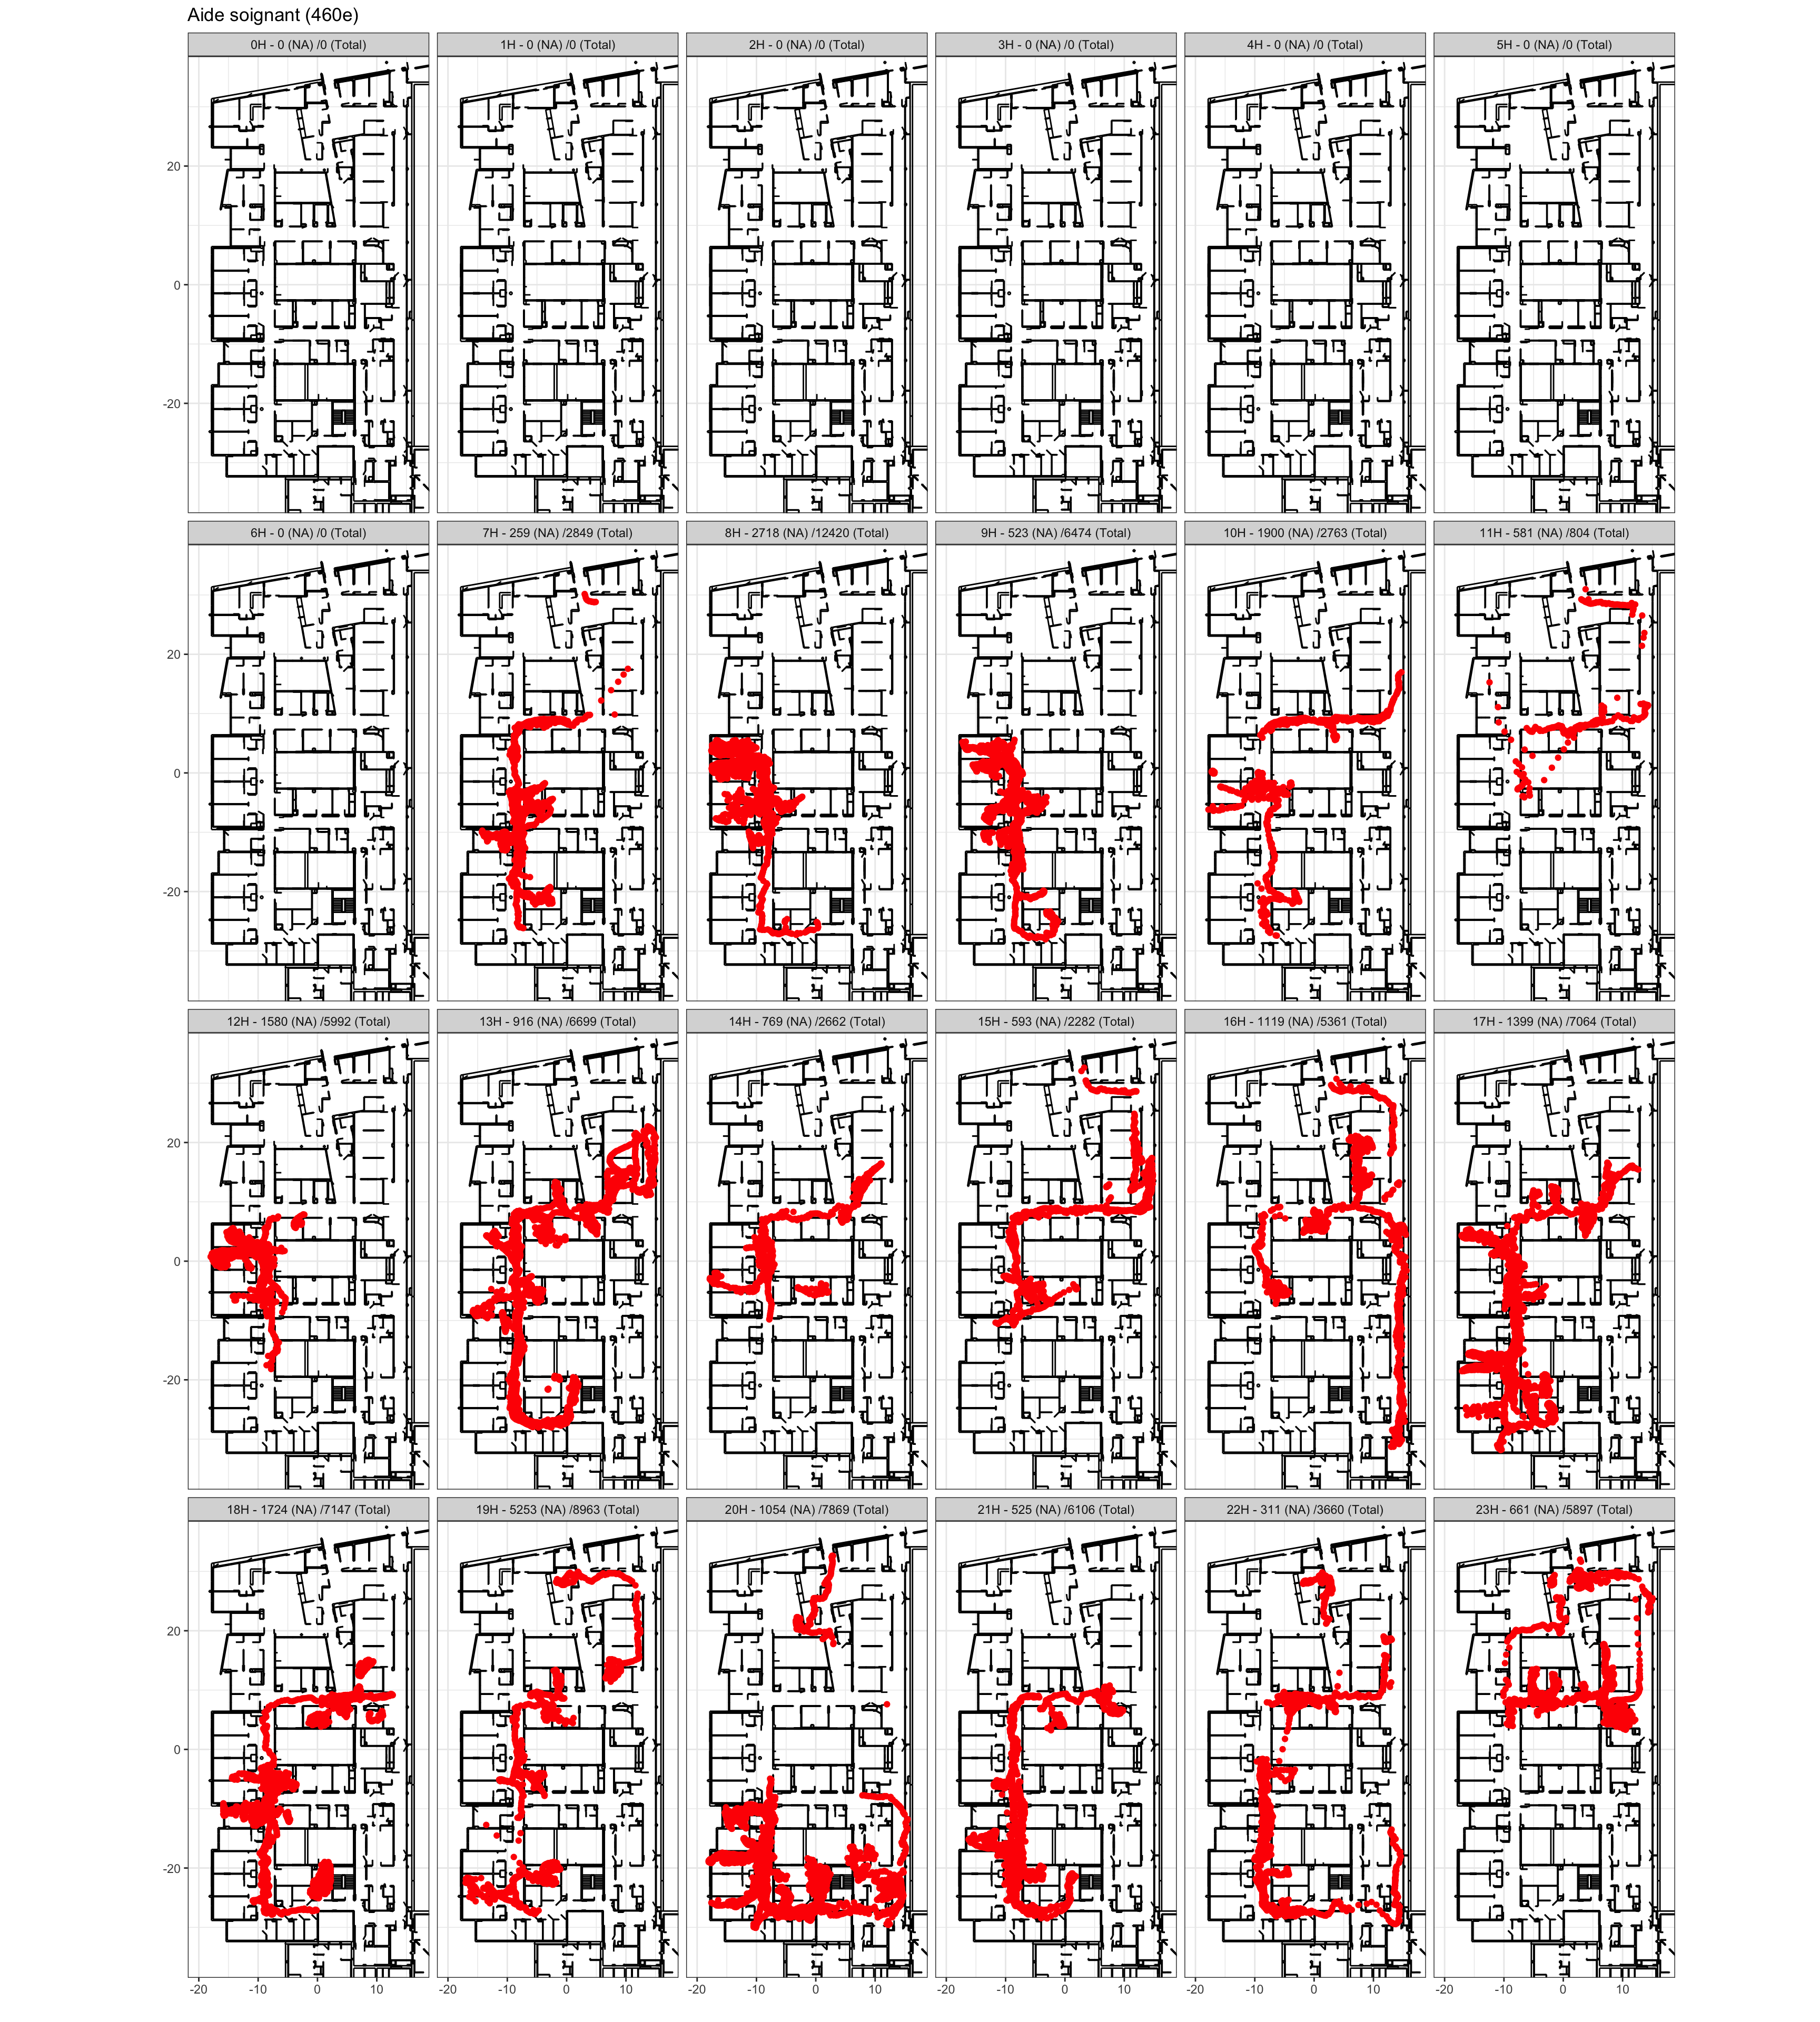 Aide soignant (460e)
0H - 0 (NA) /0 (Total)
1H - 0 (NA) /0 (Total)
2H - 0 (NA) /0 (Total)
3H - 0 (NA) /0 (Total)
4H - 0 (NA) /0 (Total)
5H - 0 (NA) /0 (Total)
20
0
-20
6H - 0 (NA) /0 (Total)
7H - 259 (NA) /2849 (Total)
8H - 2718 (NA) /12420 (Total)
9H - 523 (NA) /6474 (Total)
10H - 1900 (NA) /2763 (Total)
11H - 581 (NA) /804 (Total)
20
0
-20
12H - 1580 (NA) /5992 (Total)
13H - 916 (NA) /6699 (Total)
14H - 769 (NA) /2662 (Total)
15H - 593 (NA) /2282 (Total)
16H - 1119 (NA) /5361 (Total)
17H - 1399 (NA) /7064 (Total)
20
0
-20
18H - 1724 (NA) /7147 (Total)
19H - 5253 (NA) /8963 (Total)
20H - 1054 (NA) /7869 (Total)
21H - 525 (NA) /6106 (Total)
22H - 311 (NA) /3660 (Total)
23H - 661 (NA) /5897 (Total)
20
0
-20
-20 -10 0 10
-20 -10 0 10
-20 -10 0 10
-20 -10 0 10
-20 -10 0 10
-20 -10 0 10